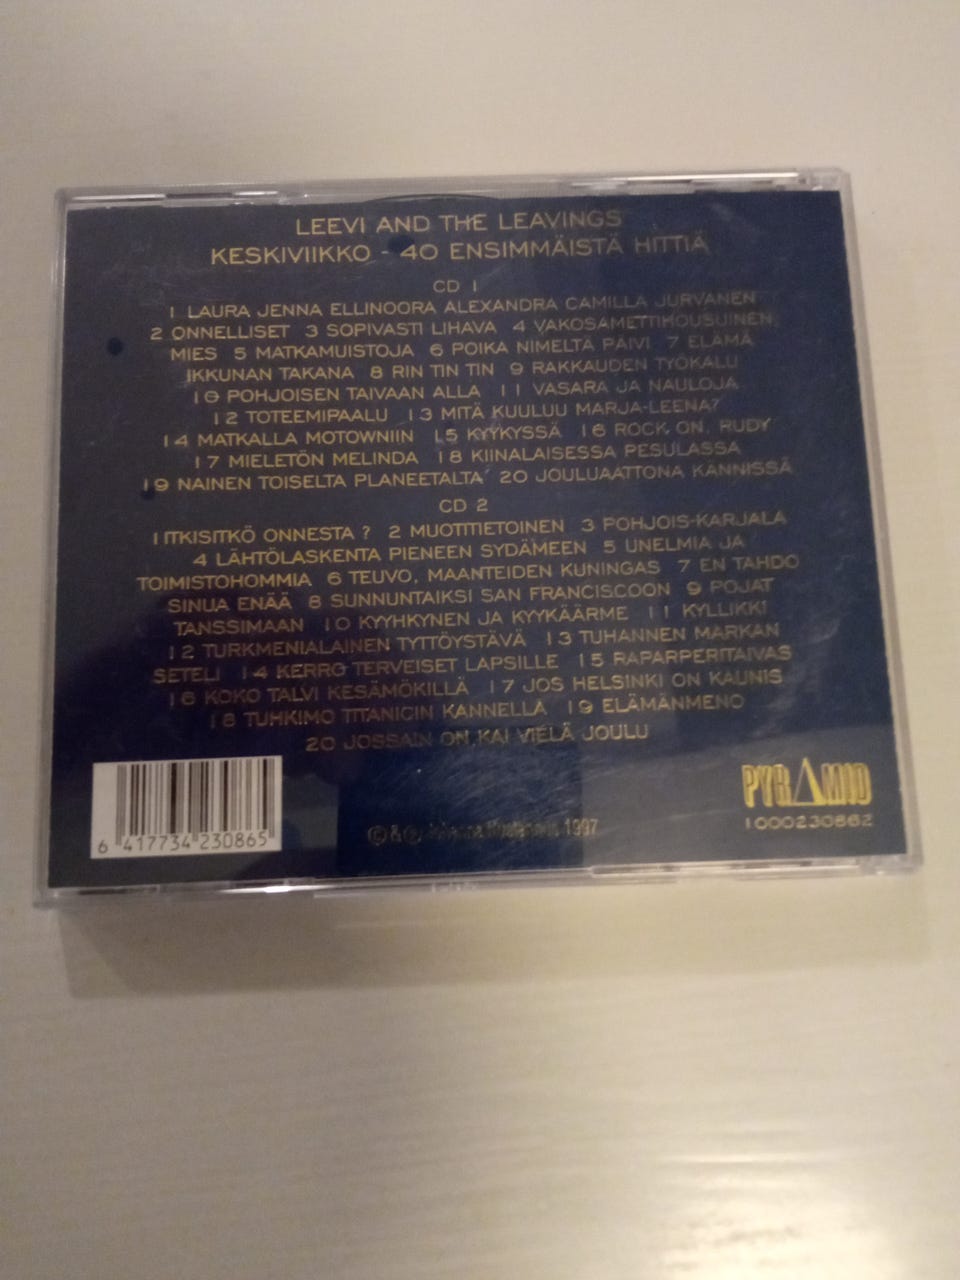 LEEVI AND THE LEAVINGS
KESKIVIIKKO - 40 ENSIMMÄISTÄ HITTIÄ
CD 1
1 LAURA JENNA ELLINOORA ALEXANDRA CAMILLA JURVANEN
2 ONNELLISET 3 SOPIVASTI LIHAVA 4 VAKOSAMETTIHOUSUINEN
MIES 5 MATKAMUISTOJA 6 POIKA NIMELTÄ PÄIVI 7 ELÄMÄ
IKKUNAN TAKANA 8 RIN TIN TIN 9 RAKKAUDEN TYÖKALU
10 POHJOISEN TAIVAAN ALLA 11 VASARA JA NAULOJA
12 TOTEEMIPAALU 13 MITÄ KUULUU MARJA-LEENA?
14 MATKALLA MOTOWNIIN 15 KYYKYSSÄ 16 ROCK ON, RUDY
17 MIELETÖN MELINDA 18 KIINALAISESSA PESULASSA
19 NAINEN TOISELTA PLANEETALTA 20 JOULUAATTONA KÄNNISSÄ
CD 2
1 ITKISITKÖ ONNESTA ? 2 MUOTITIETOINEN 3 POHJOIS-KARJALA
4 LÄHTÖLASKENTA PIENEEN SYDÄMEEN 5 UNELMIA JA
TOIMISTOHOMMIA 6 TEUVO, MAANTEIDEN KUNINGAS 7 EN TAHDO
SINUA ENÄÄ 8 SUNNUNTAIKSI SAN FRANCISCOON 9 POJAT
TANSSIMAAN 10 KYYHKYNEN JA KYYKÄÄRME 11 KYLLIKKI
12 TURKMENIALAINEN TYTTÖYSTÄVÄ 13 TUHANNEN MARKAN
SETELI 14 KERRO TERVEISET LAPSILLE 15 RAPARPERITAIVAS
16 KOKO TALVI KESÄMÖKILLÄ 17 JOS HELSINKI ON KAUNIS
18 TUHKIMO TITANICIN KANNELLA 19 ELÄMÄNMENO
20 JOSSAIN ON KAI VIELÄ JOULU
PYRAMID
1000230862
6 417734 230865
Ⓒ & Ⓟ 1997